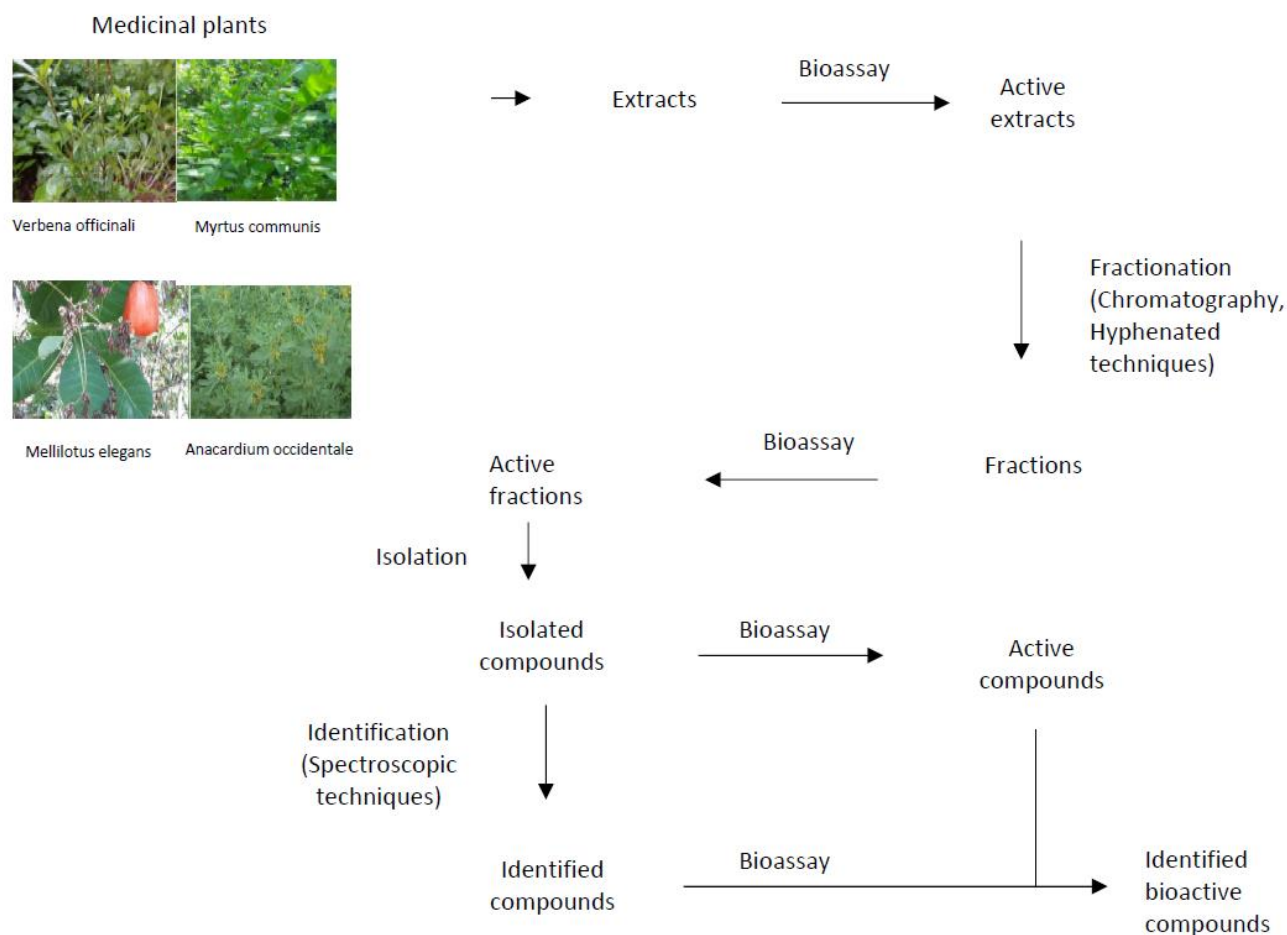 Medicinal plants
Verbena officinali
Myrtus communis
Mellilotus elegans
Anacardium occidentale
Extracts
Bioassay
Active
extracts
Fractionation
(Chromatography,
Hyphenated
techniques)
Fractions
Bioassay
Active
fractions
Isolation
Isolated
compounds
Bioassay
Active
compounds
Identification
(Spectroscopic
techniques)
Identified
compounds
Bioassay
Identified
bioactive
compounds